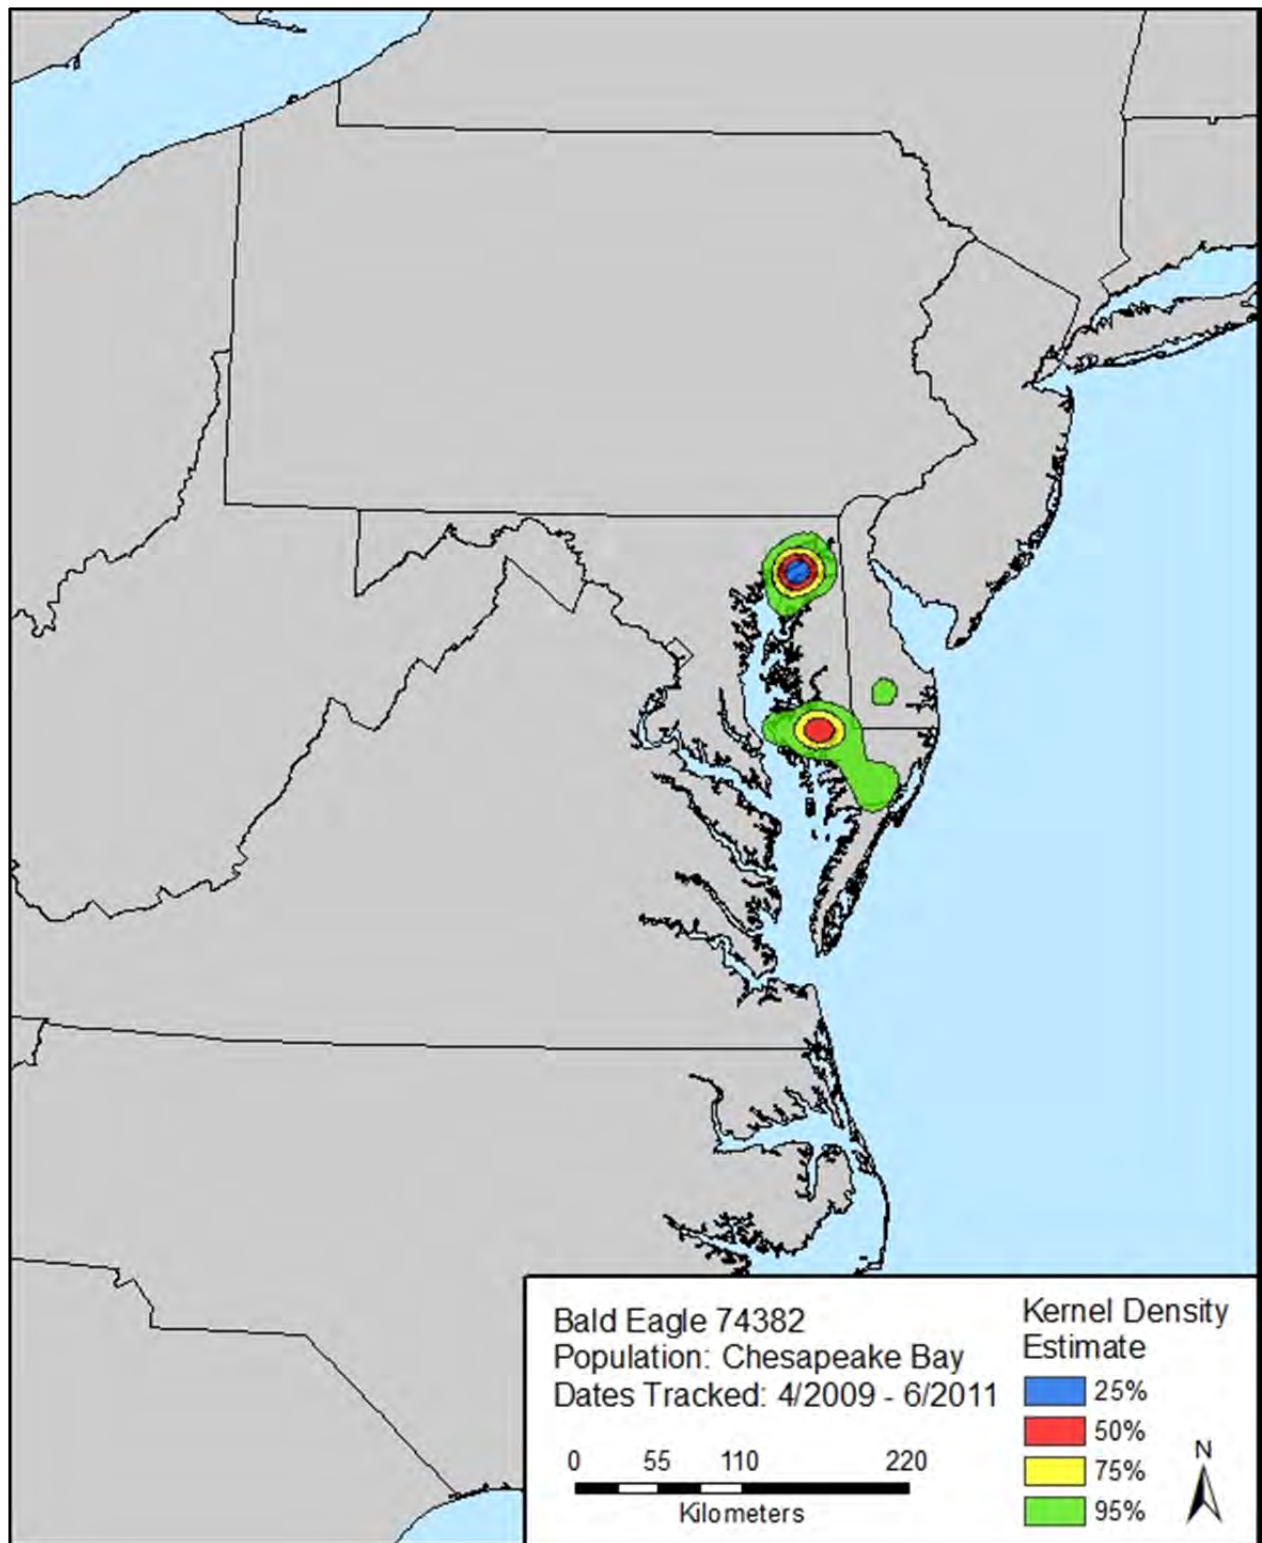 Bald Eagle 74382
Population: Chesapeake Bay
Dates Tracked: 4/2009 - 6/2011
0 55 110 220
Kilometers
Kernel Density
Estimate
25%
50%
75%
95%
N